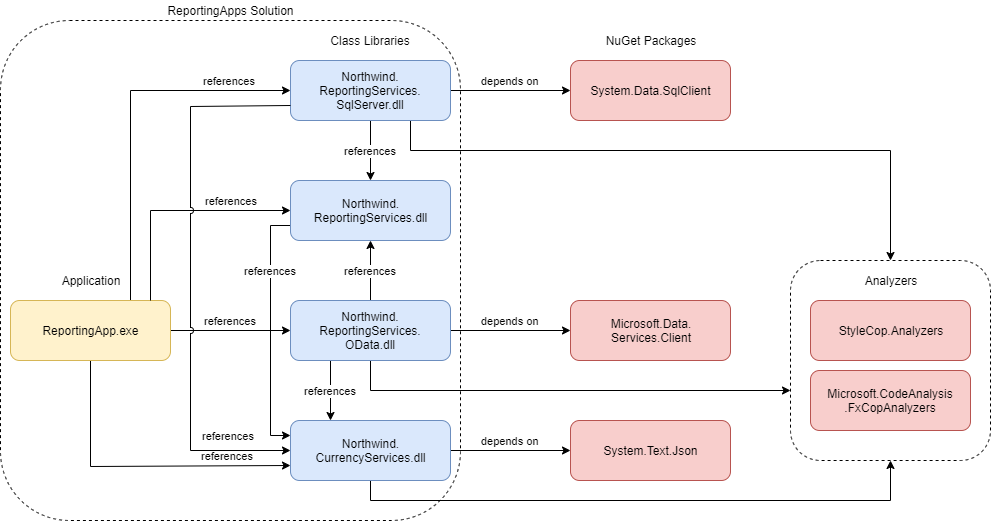 ReportingApps Solution
Class Libraries
NuGet Packages
references
Northwind.
ReportingServices.
SqlServer.dll
depends on
System.Data.SqlClient
references
references
Northwind.
ReportingServices.dll
references
references
Application
Analyzers
ReportingApp.exe
references
Northwind.
ReportingServices.
OData.dll
depends on
Microsoft.Data.
Services.Client
StyleCop.Analyzers
references
Microsoft.CodeAnalysis
.FxCopAnalyzers
references
references
Northwind.
CurrencyServices.dll
depends on
System.Text.Json